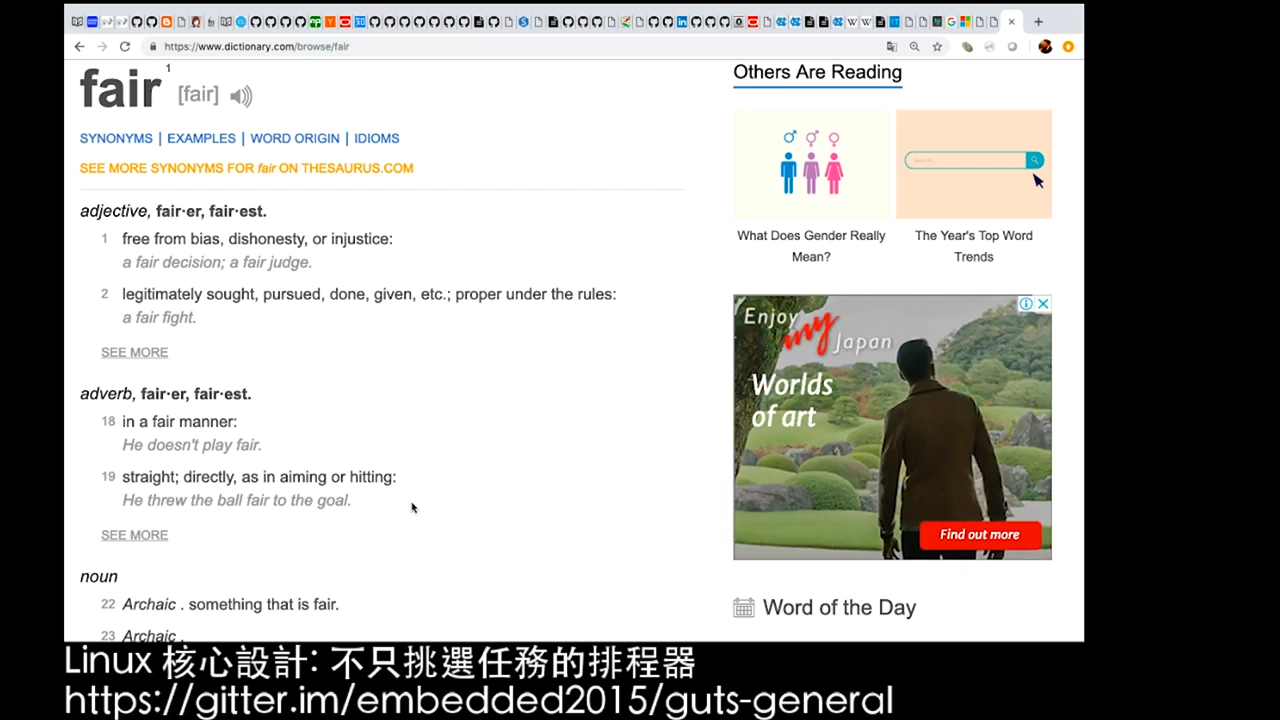 https://www.dictionary.com/browse/fair
fair 1 [fair]
SYNONYMS | EXAMPLES | WORD ORIGIN | IDIOMS
SEE MORE SYNONYMS FOR fair ON THESAURUS.COM
adjective, fair·er, fair·est.
1 free from bias, dishonesty, or injustice:
a fair decision; a fair judge.
2 legitimately sought, pursued, done, given, etc.; proper under the rules:
a fair fight.
SEE MORE
adverb, fair·er, fair·est.
18 in a fair manner:
He doesn't play fair.
19 straight; directly, as in aiming or hitting:
He threw the ball fair to the goal.
SEE MORE
noun
22 Archaic . something that is fair.
23 Archaic .
Others Are Reading
What Does Gender Really
Mean?
Search...
The Year's Top Word
Trends
Enjoy my Japan
Worlds
of art
Find out more
Word of the Day
Linux 核心設計: 不只挑選任務的排程器
https://gitter.im/embedded2015/guts-general